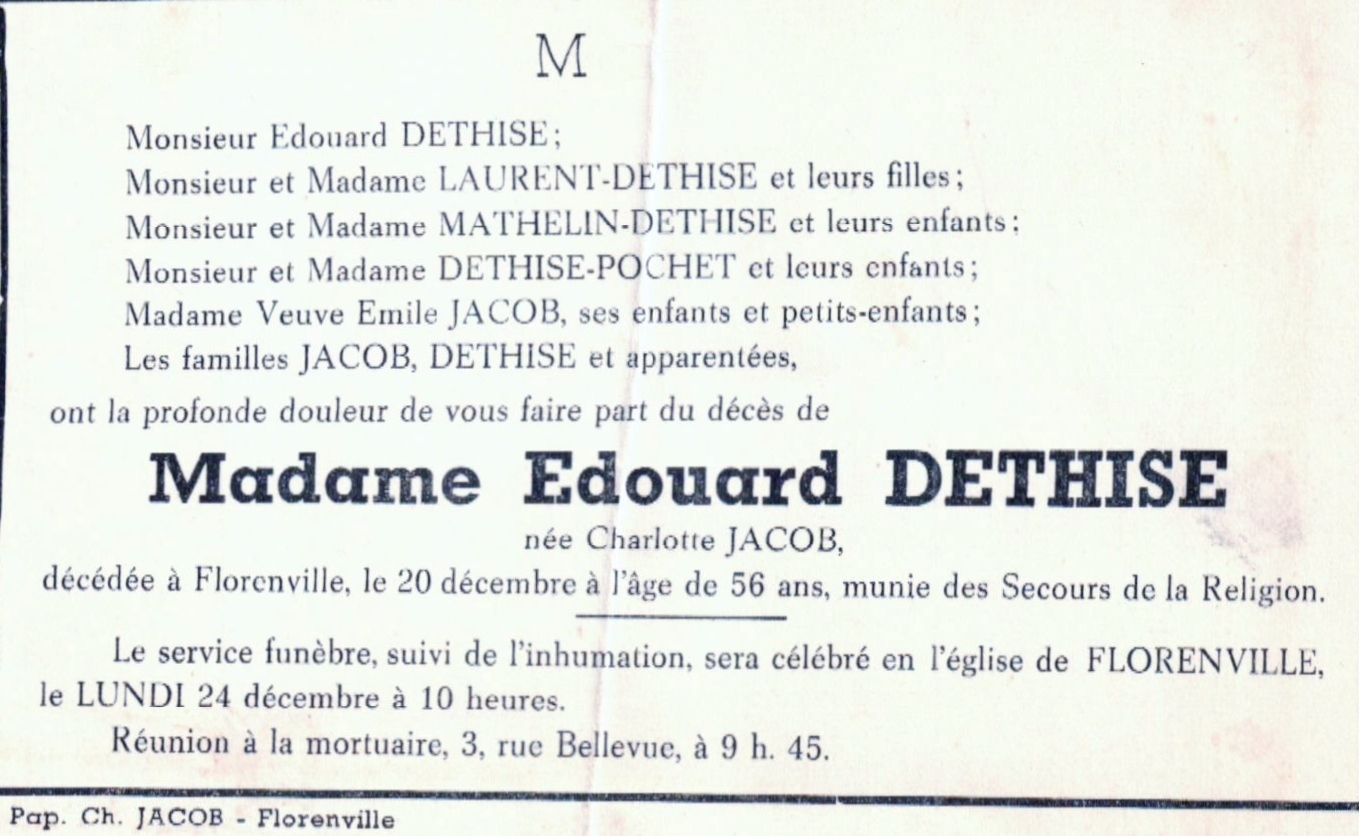 M
Monsieur Edouard DETHISE;
Monsieur et Madame LAURENT-DETHISE et leurs filles;
Monsieur et Madame MATHELIN-DETHISE et leurs enfants;
Monsieur et Madame DETHISE-POCHET et leurs enfants;
Madame Veuve Emile JACOB, ses enfants et petits-enfants;
Les familles JACOB, DETHISE et apparentées,
ont la profonde douleur de vous faire part du décès de
Madame Edouard DETHISE
née Charlotte JACOB,
décédée à Florenville, le 20 décembre à l'âge de 56 ans, munie des Secours de la Religion.
Le service funèbre, suivi de l'inhumation, sera célébré en l'église de FLORENVILLE,
le LUNDI 24 décembre à 10 heures.
Réunion à la mortuaire, 3, rue Bellevue, à 9 h. 45.
Pap. Ch. JACOB - Florenville